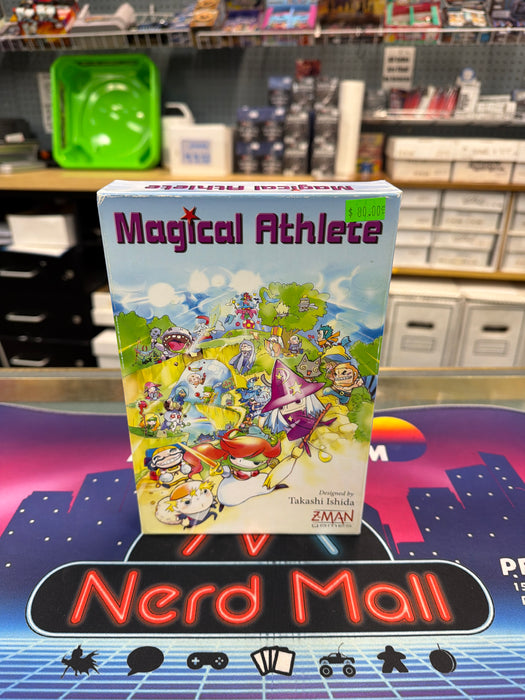 Magical Athlete
Magical Athlete
$ 80.00
Designed by
Takashi Ishida
Z-MAN
games
Nerd Mall